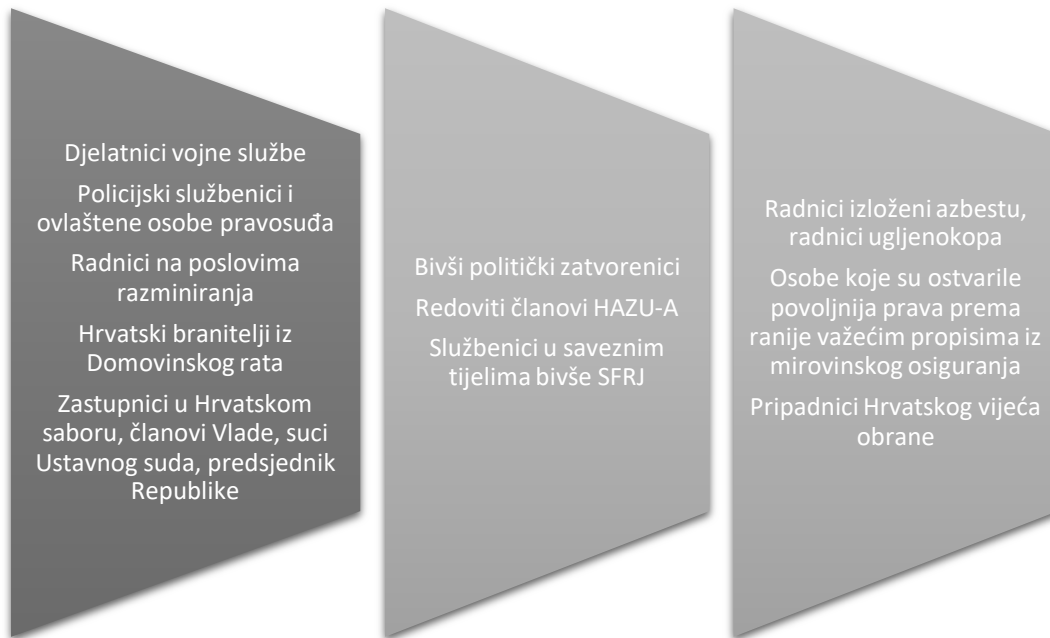 Djelatnici vojne službe
Policijski službenici i
ovlaštene osobe pravosuđa
Radnici na poslovima
razminiranja
Hrvatski branitelji iz
Domovinskog rata
Zastupnici u Hrvatskom
saboru, članovi Vlade, suci
Ustavnog suda, predsjednik
Republike
Bivši politički zatvorenici
Redoviti članovi HAZU-A
Službenici u saveznim
tijelima bivše SFRJ
Radnici izloženi azbestu,
radnici ugljenokopa
Osobe koje su ostvarile
povoljnija prava prema
ranije važećim propisima iz
mirovinskog osiguranja
Pripadnici Hrvatskog vijeća
obrane